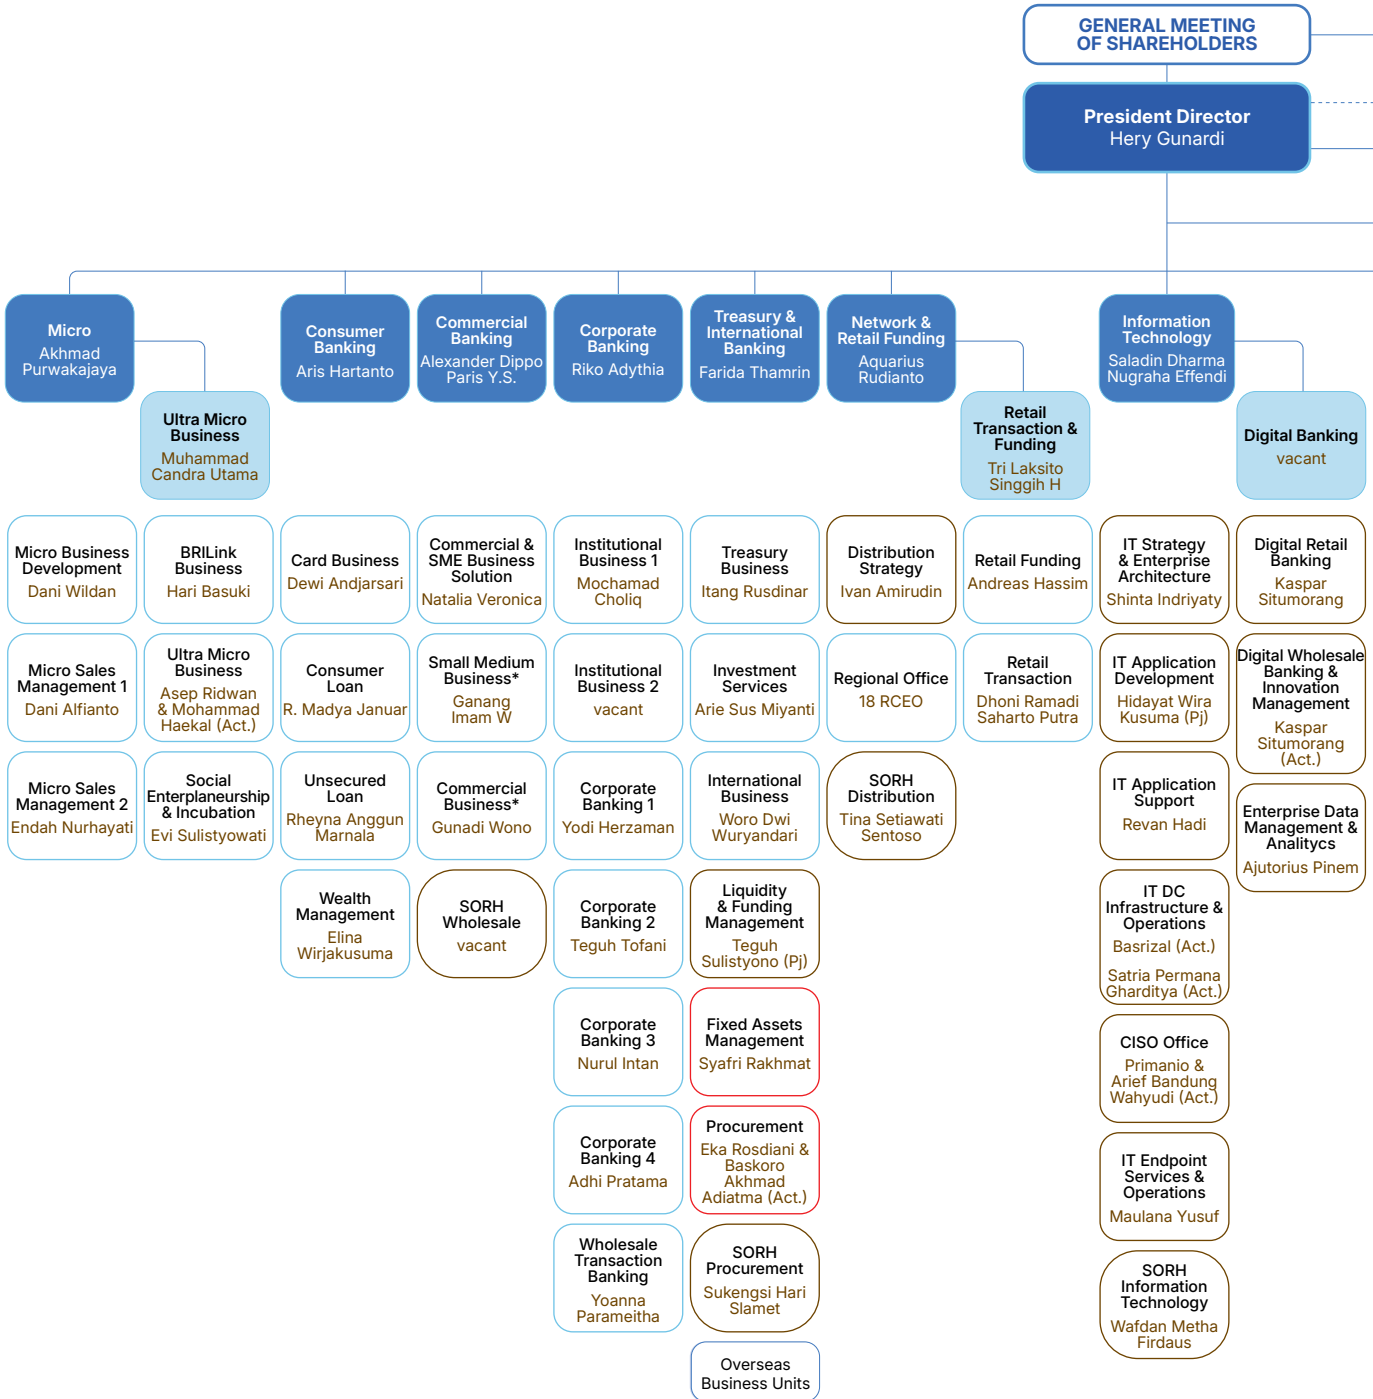 GENERAL MEETING
OF SHAREHOLDERS
President Director
Hery Gunardi
Micro
Akhmad
Purwakajaya
Ultra Micro
Business
Muhammad
Candra Utama
Consumer
Banking
Aris Hartanto
Commercial
Banking
Alexander Dippo
Paris Y.S.
Corporate
Banking
Riko Adythia
Treasury &
International
Banking
Farida Thamrin
Network &
Retail Funding
Aquarius
Rudianto
Retail
Transaction &
Funding
Tri Laksito
Singgih H
Information
Technology
Saladin Dharma
Nugraha Effendi
Digital Banking
vacant
Micro Business
Development
Dani Wildan
Micro Sales
Management 1
Dani Alfianto
Micro Sales
Management 2
Endah Nurhayati
BRILink
Business
Hari Basuki
Ultra Micro
Business
Asep Ridwan
& Mohammad
Haekal (Act.)
Social
Enterplaneurship
& Incubation
Evi Sulistyowati
Card Business
Dewi Andjarsari
Consumer
Loan
R. Madya Januar
Unsecured
Loan
Rheyna Anggun
Marnala
Wealth
Management
Elina
Wirjakusuma
Commercial &
SME Business
Solution
Natalia Veronica
Small Medium
Business*
Ganang
Imam W
Commercial
Business*
Gunadi Wono
SORH
Wholesale
vacant
Institutional
Business 1
Mochamad
Choliq
Institutional
Business 2
vacant
Corporate
Banking 1
Yodi Herzaman
Corporate
Banking 2
Teguh Tofani
Corporate
Banking 3
Nurul Intan
Corporate
Banking 4
Adhi Pratama
Wholesale
Transaction
Banking
Yoanna
Parameitha
Treasury
Business
Itang Rusdinar
Investment
Services
Arie Sus Miyanti
International
Business
Woro Dwi
Wuryandari
Liquidity
& Funding
Management
Teguh
Sulistyono (Pj)
Fixed Assets
Management
Syafri Rakhmat
Procurement
Eka Rosdiani &
Baskoro
Akhmad
Adiatma (Act.)
SORH
Procurement
Sukengsi Hari
Slamet
Overseas
Business Units
Distribution
Strategy
Ivan Amirudin
Regional Office
18 RCEO
SORH
Distribution
Tina Setiawati
Sentoso
Retail Funding
Andreas Hassim
Retail
Transaction
Dhoni Ramadi
Saharto Putra
IT Strategy
& Enterprise
Architecture
Shinta Indriyaty
IT Application
Development
Hidayat Wira
Kusuma (Pj)
IT Application
Support
Revan Hadi
IT DC
Infrastructure &
Operations
Basrizal (Act.)
Satria Permana
Gharditya (Act.)
CISO Office
Primanio &
Arief Bandung
Wahyudi (Act.)
IT Endpoint
Services &
Operations
Maulana Yusuf
SORH
Information
Technology
Wafdan Metha
Firdaus
Digital Retail
Banking
Kaspar
Situmorang
Digital Wholesale
Banking &
Innovation
Management
Kaspar
Situmorang
(Act.)
Enterprise Data
Management &
Analitycs
Ajutorius Pinem